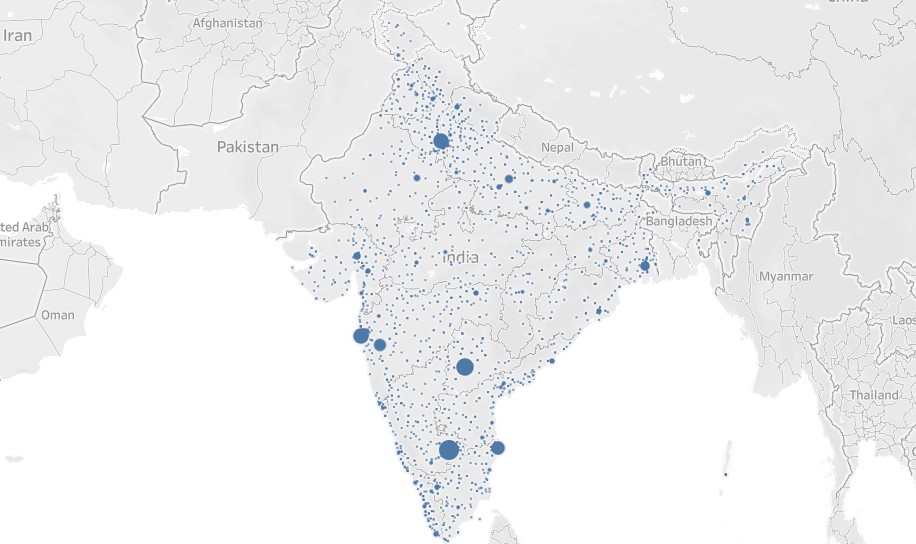 China
Afghanistan
Iran
Pakistan
Nepal
Bhutan
ted Arab
mirates
Bangladesh
India
Myanmar
Oman
Laos
Thailand